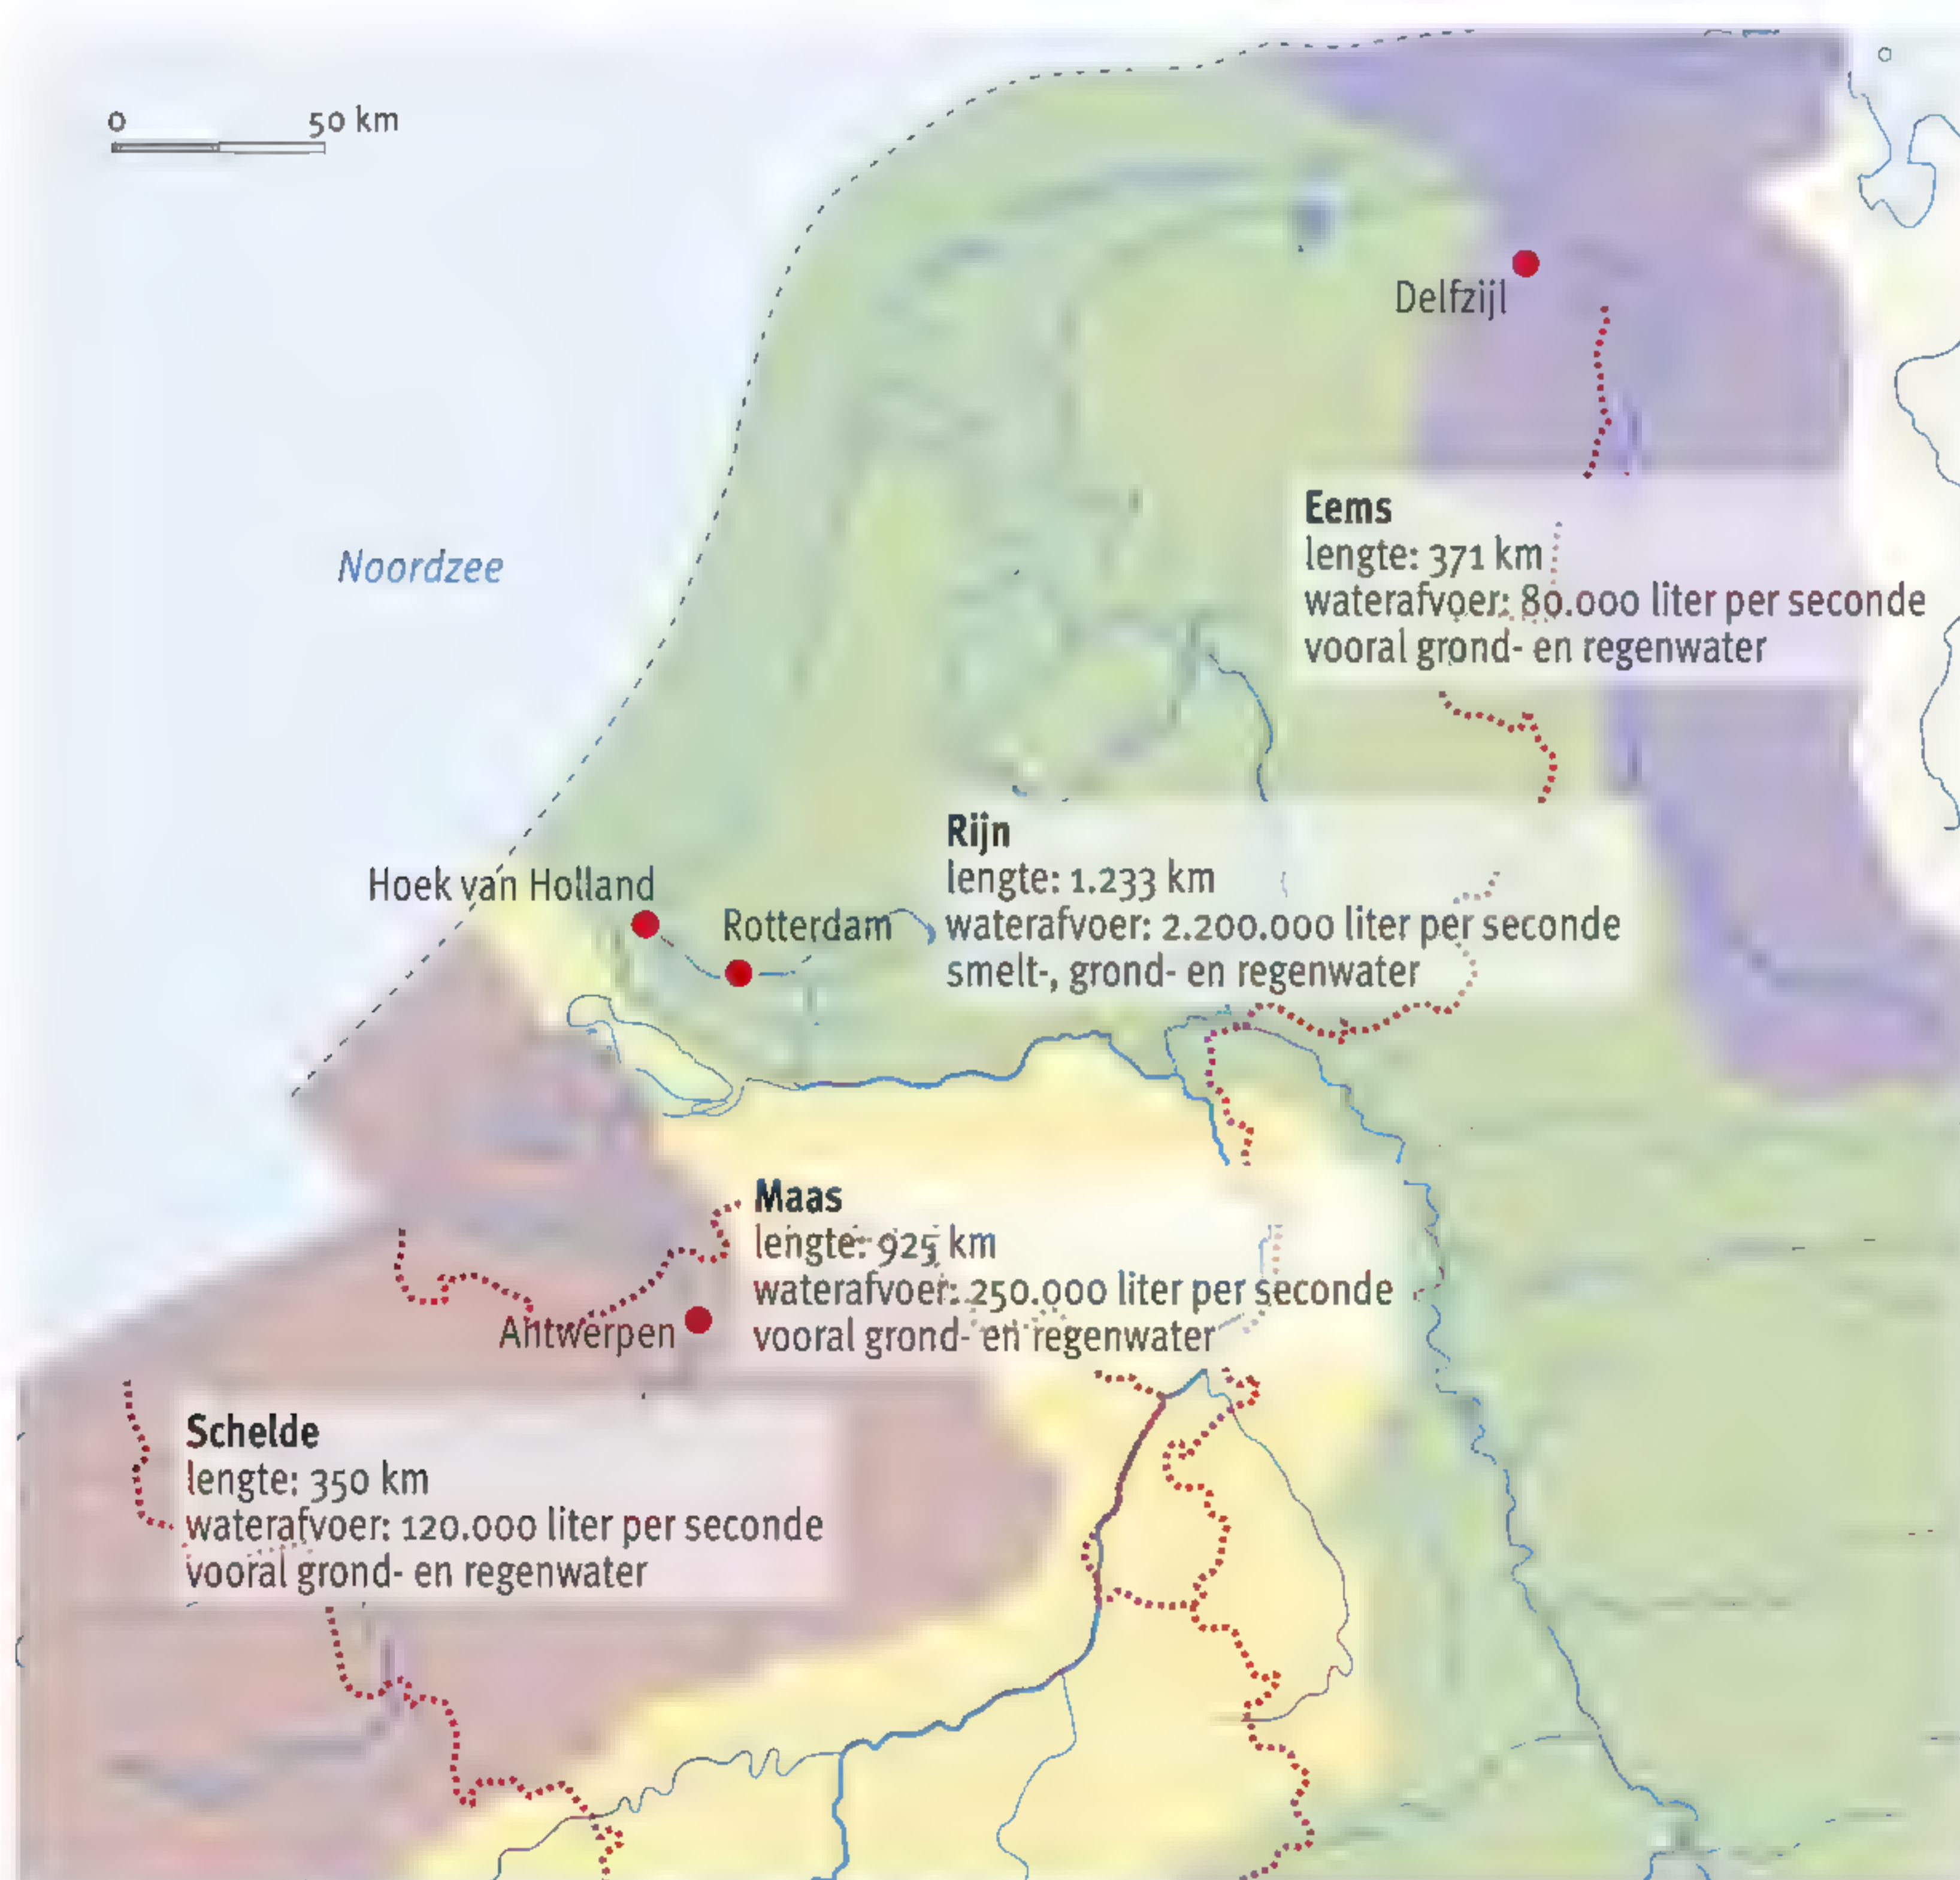 0 50 km
Delfzijl
Eems
lengte: 371 km
waterafvoer: 80.000 liter per seconde
vooral grond- en regenwater
Noordzee
Rijn
lengte: 1.233 km
waterafvoer: 2.200.000 liter per seconde
smelt-, grond- en regenwater
Hoek van Holland
Rotterdam
Maas
lengte: 925 km
waterafvoer: 250.000 liter per seconde
vooral grond- en regenwater
Antwerpen
Schelde
lengte: 350 km
waterafvoer: 120.000 liter per seconde
vooral grond- en regenwater